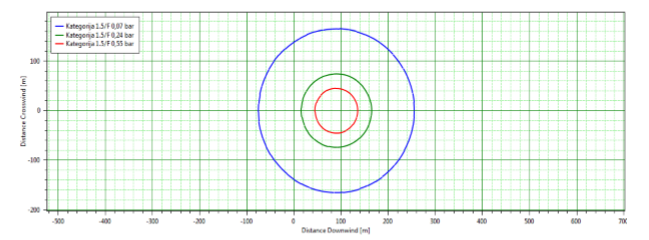 Kategorija 1.5/F 0,07 bar
Kategorija 1.5/F 0,24 bar
Kategorija 1.5/F 0,55 bar
Distance Crosswind [m]
100
0
-100
-200
-500 -400 -300 -200 -100 0 100 200 300 400 500 600 700
Distance Downwind [m]